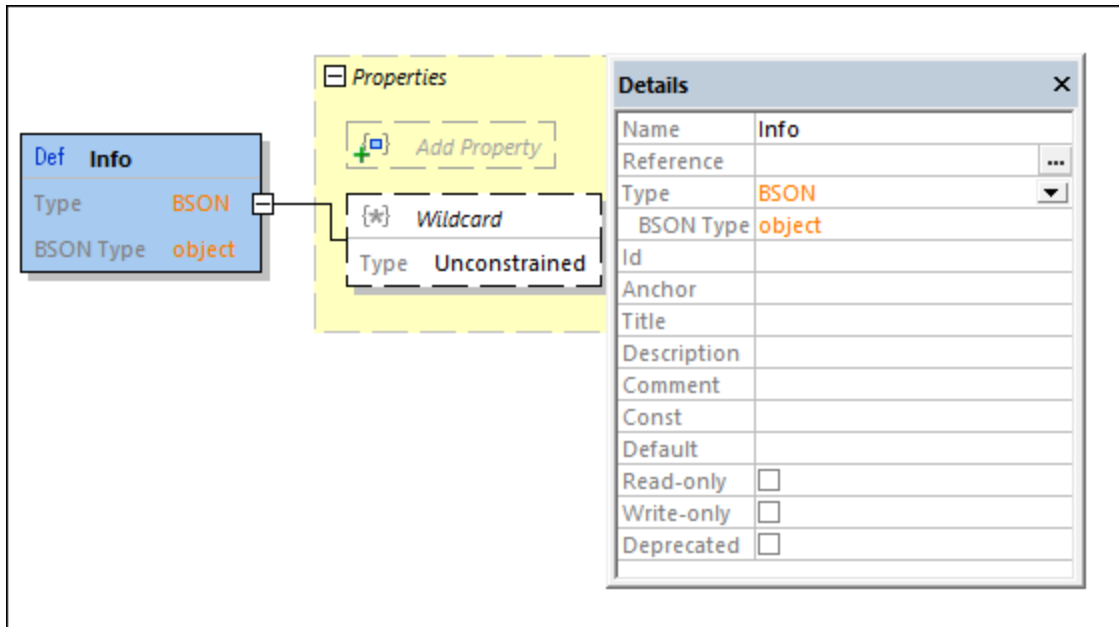 Def Info
Type BSON
BSON Type object
Properties
Add Property
{*} Wildcard
Type Unconstrained
Details
Name Info
Reference ...
Type BSON
BSON Type object
Id
Anchor
Title
Description
Comment
Const
Default
Read-only
Write-only
Deprecated